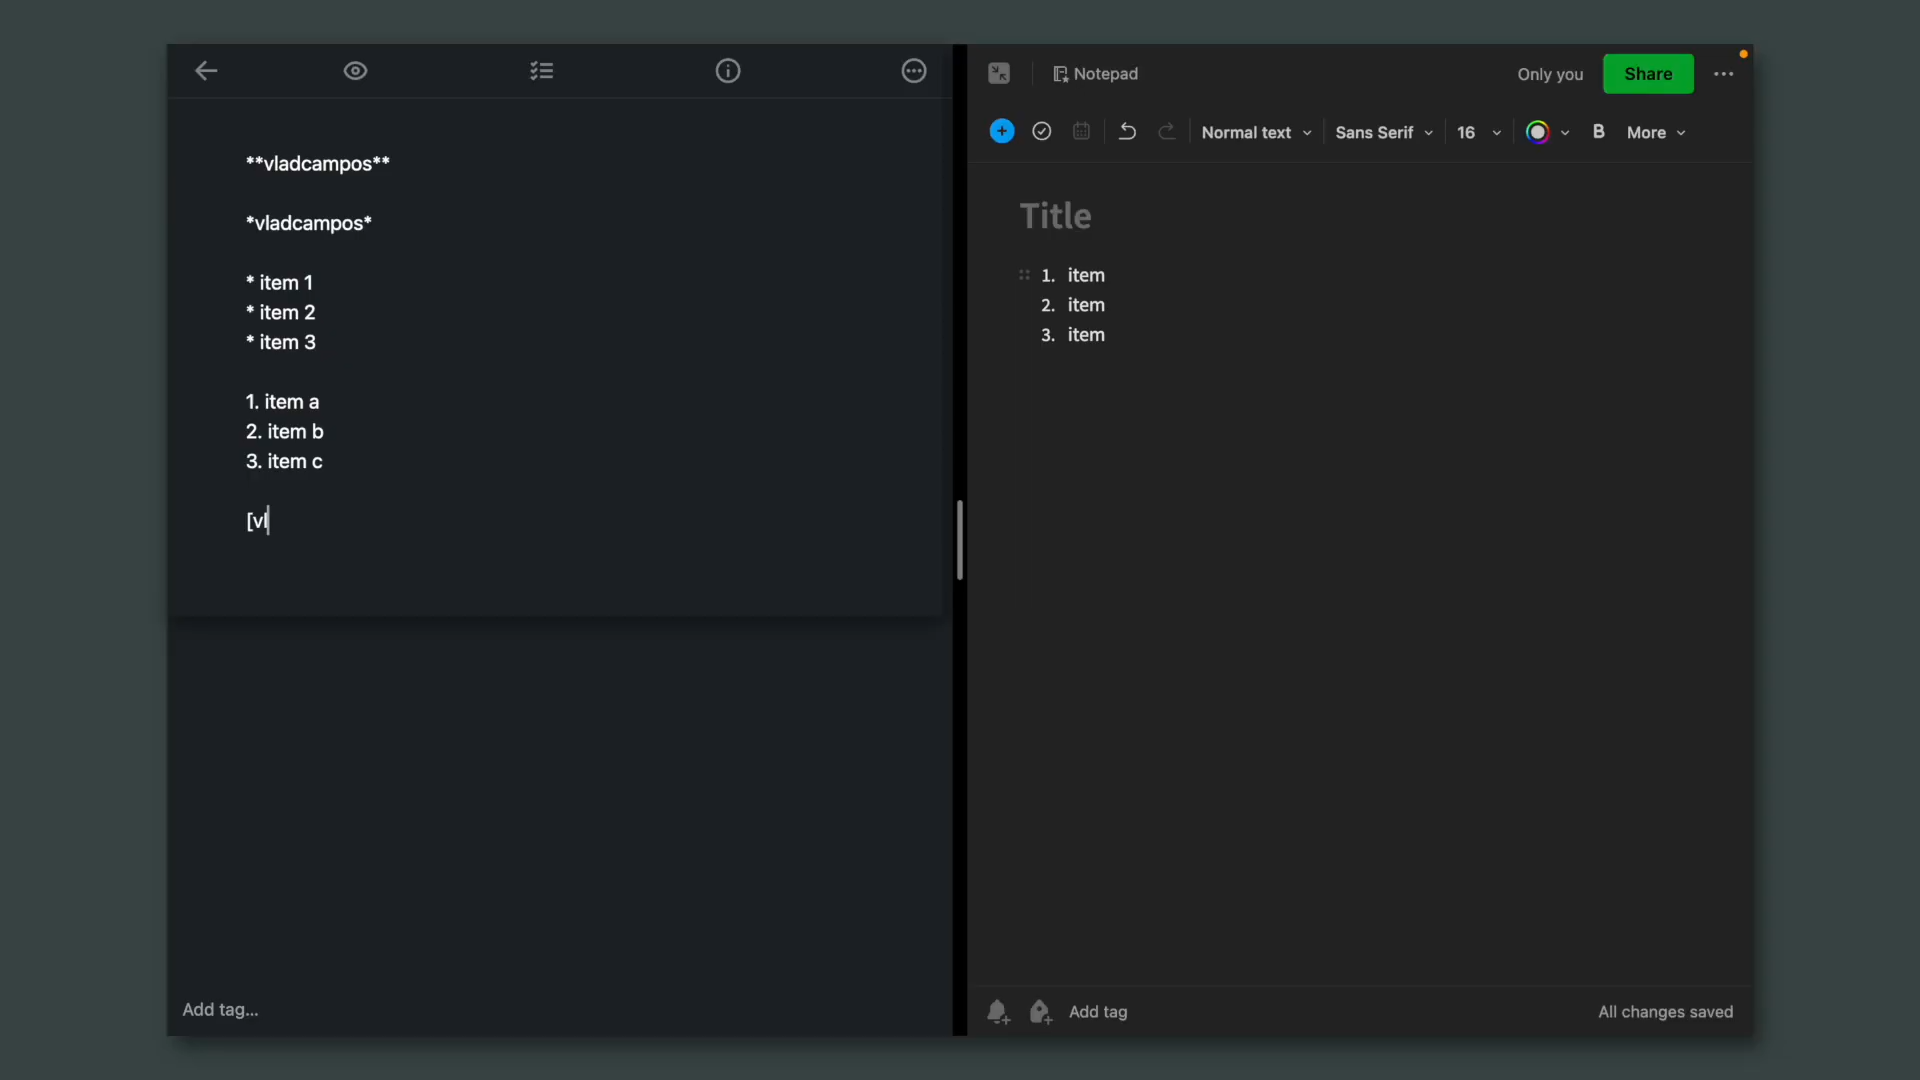 **vladcampos**
*vladcampos*
* item 1
* item 2
* item 3
1. item a
2. item b
3. item c
[vl
Add tag...
Notepad
Only you
Share
Normal text
Sans Serif
16
B
More
Title
1. item
2. item
3. item
Add tag
All changes saved